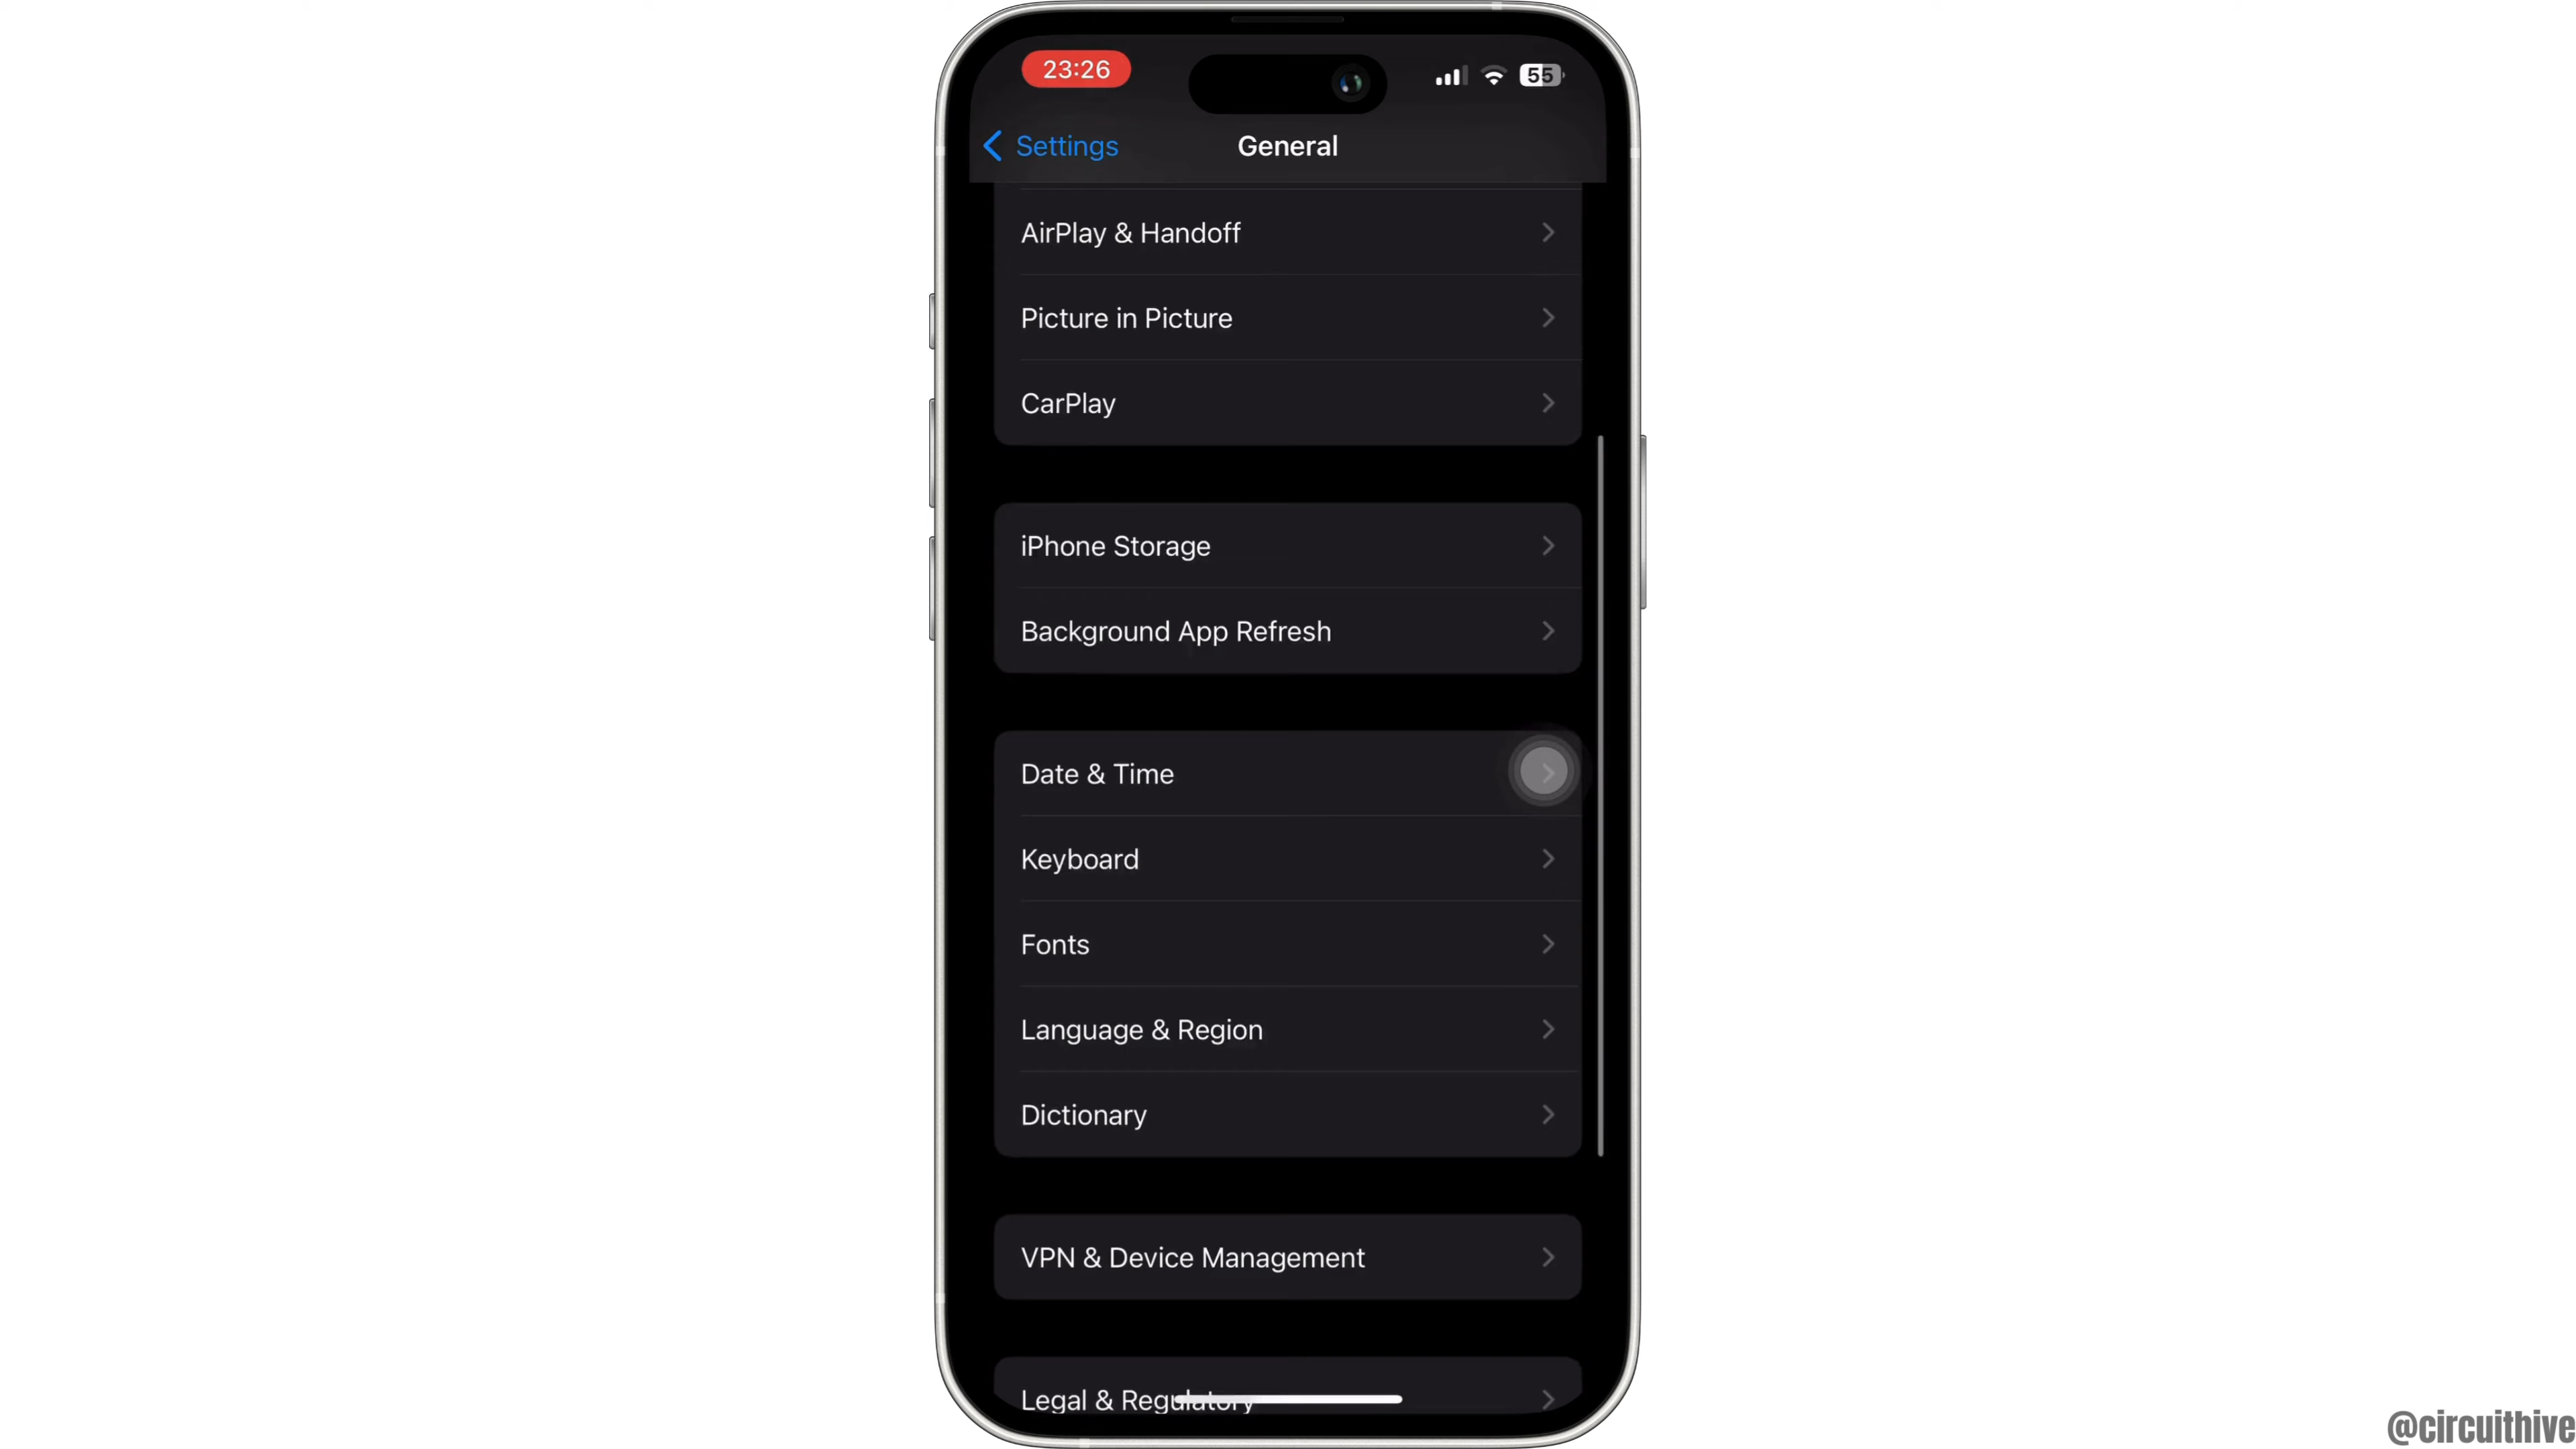 23:26
55
Settings
General
AirPlay & Handoff
Picture in Picture
CarPlay
iPhone Storage
Background App Refresh
Date & Time
Keyboard
Fonts
Language & Region
Dictionary
VPN & Device Management
Legal & Regulatory
@circuithive